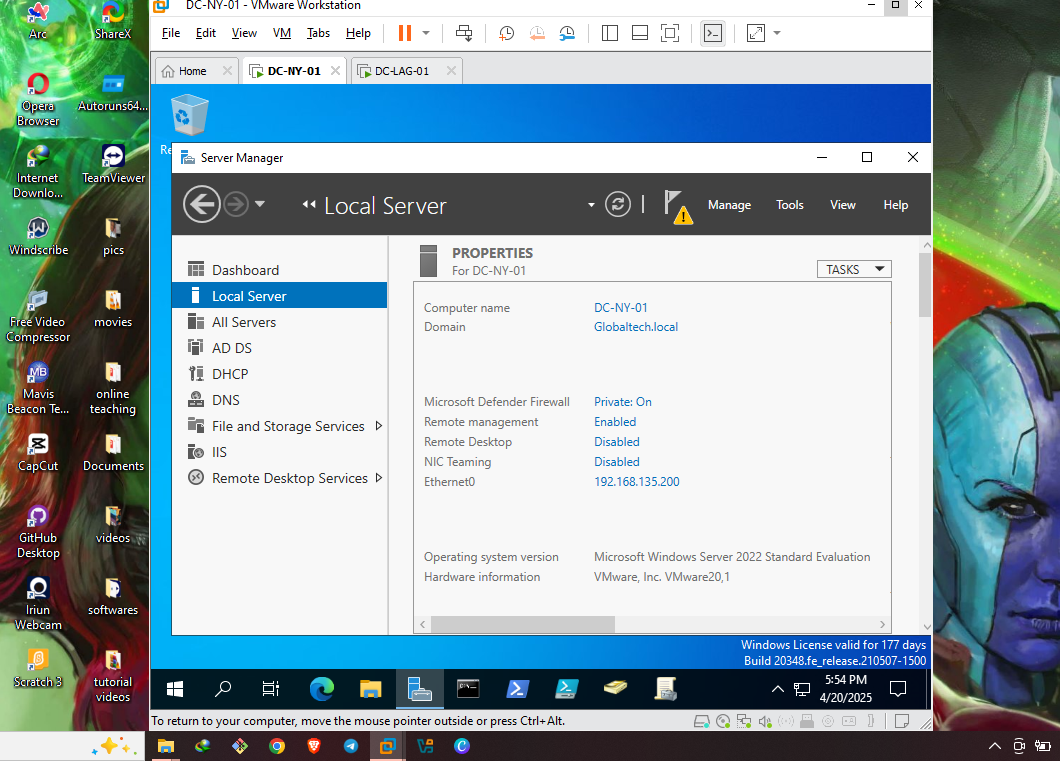 DC-NY-01 - VMware Workstation
File Edit View VM Tabs Help
Home
DC-NY-01
DC-LAG-01
Arc
ShareX
Opera
Browser
Autoruns64...
Internet
Downlo...
TeamViewer
Windscribe
pics
Free Video
Compressor
movies
Mavis
Beacon Te...
online
teaching
CapCut
Documents
GitHub
Desktop
videos
Iriun
Webcam
softwares
Scratch 3
tutorial
videos
Re
Server Manager
Local Server
Manage Tools View Help
Dashboard
Local Server
All Servers
AD DS
DHCP
DNS
File and Storage Services
IIS
Remote Desktop Services
PROPERTIES
For DC-NY-01
TASKS
Computer name DC-NY-01
Domain Globaltech.local
Microsoft Defender Firewall Private: On
Remote management Enabled
Remote Desktop Disabled
NIC Teaming Disabled
Ethernet0 192.168.135.200
Operating system version Microsoft Windows Server 2022 Standard Evaluation
Hardware information VMware, Inc. VMware20,1
Windows License valid for 177 days
Build 20348.fe_release.210507-1500
5:54 PM
4/20/2025
To return to your computer, move the mouse pointer outside or press Ctrl+Alt.